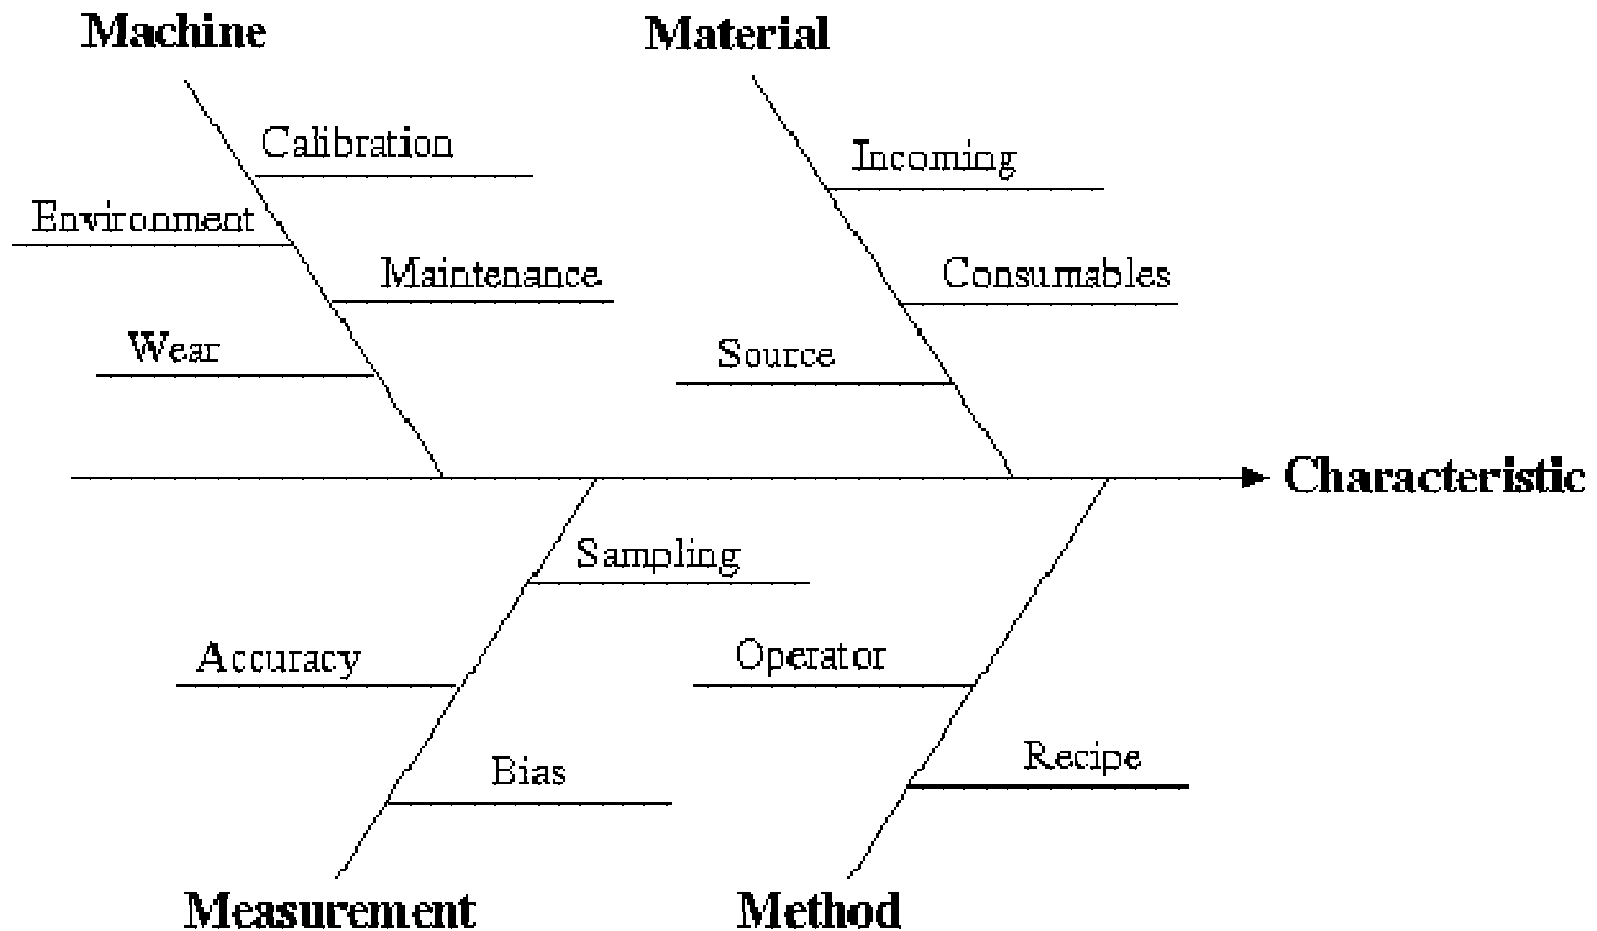 Machine
Material
Calibration
Incoming
Environment
Maintenance
Consumables
Wear
Source
Characteristic
Sampling
Accuracy
Operator
Bias
Recipe
Measurement
Method